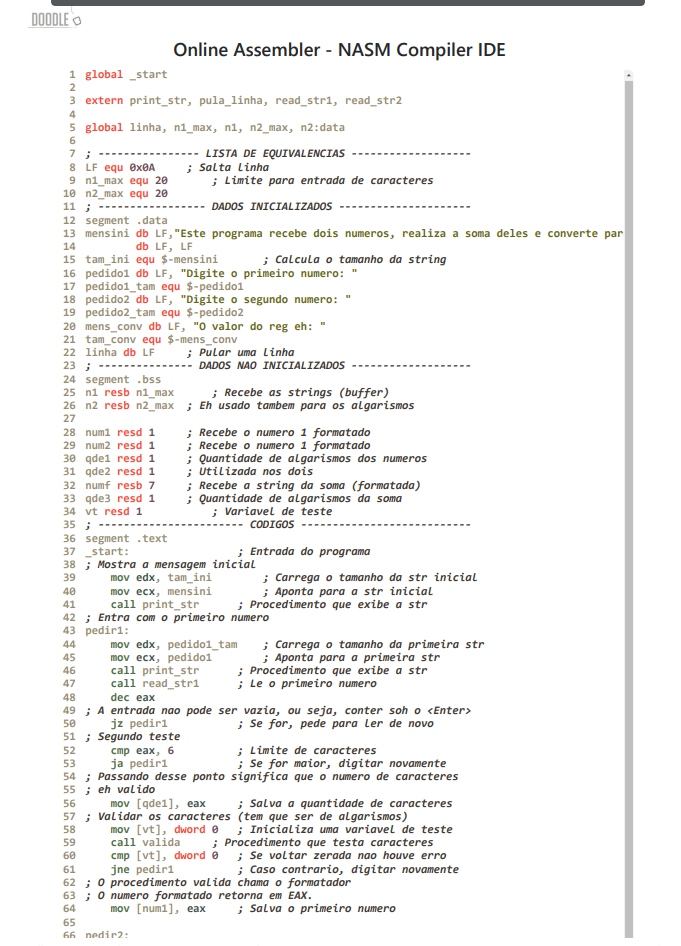 DOODLE
Online Assembler - NASM Compiler IDE
1 global _start
2
3 extern print_str, pula_linha, read_str1, read_str2
4
5 global linha, n1_max, n1, n2_max, n2:data
6
7 ; ---------------- LISTA DE EQUIVALENCIAS -------------------
8 LF equ 0x0A     ; Salta linha
9 n1_max equ 20       ; Limite para entrada de caracteres
10 n2_max equ 20
11 ; ----------------- DADOS INICIALIZADOS ---------------------
12 segment .data
13 mensini db LF,"Este programa recebe dois numeros, realiza a soma deles e converte par
14         db LF, LF
15 tam_ini equ $-mensini       ; Calcula o tamanho da string
16 pedido1 db LF, "Digite o primeiro numero: "
17 pedido1_tam equ $-pedido1
18 pedido2 db LF, "Digite o segundo numero: "
19 pedido2_tam equ $-pedido2
20 mens_conv db LF, "O valor do reg eh: "
21 tam_conv equ $-mens_conv
22 linha db LF     ; Pular uma linha
23 ; --------------- DADOS NAO INICIALIZADOS -------------------
24 segment .bss
25 n1 resb n1_max      ; Recebe as strings (buffer)
26 n2 resb n2_max  ; Eh usado tambem para os algarismos
27
28 num1 resd 1     ; Recebe o numero 1 formatado
29 num2 resd 1     ; Recebe o numero 1 formatado
30 qde1 resd 1     ; Quantidade de algarismos dos numeros
31 qde2 resd 1     ; Utilizada nos dois
32 numf resb 7     ; Recebe a string da soma (formatada)
33 qde3 resd 1     ; Quantidade de algarismos da soma
34 vt resd 1           ; Variavel de teste
35 ; ----------------------- CODIGOS ---------------------------
36 segment .text
37 _start:                 ; Entrada do programa
38 ; Mostra a mensagem inicial
39     mov edx, tam_ini        ; Carrega o tamanho da str inicial
40     mov ecx, mensini        ; Aponta para a str inicial
41     call print_str      ; Procedimento que exibe a str
42 ; Entra com o primeiro numero
43 pedir1:
44     mov edx, pedido1_tam    ; Carrega o tamanho da primeira str
45     mov ecx, pedido1        ; Aponta para a primeira str
46     call print_str      ; Procedimento que exibe a str
47     call read_str1      ; Le o primeiro numero
48     dec eax
49 ; A entrada nao pode ser vazia, ou seja, conter soh o <Enter>
50     jz pedir1           ; Se for, pede para ler de novo
51 ; Segundo teste
52     cmp eax, 6          ; Limite de caracteres
53     ja pedir1           ; Se for maior, digitar novamente
54 ; Passando desse ponto significa que o numero de caracteres
55 ; eh valido
56     mov [qde1], eax     ; Salva a quantidade de caracteres
57 ; Validar os caracteres (tem que ser de algarismos)
58     mov [vt], dword 0   ; Inicializa uma variavel de teste
59     call valida     ; Procedimento que testa caracteres
60     cmp [vt], dword 0   ; Se voltar zerada nao houve erro
61     jne pedir1          ; Caso contrario, digitar novamente
62 ; O procedimento valida chama o formatador
63 ; O numero formatado retorna em EAX.
64     mov [num1], eax     ; Salva o primeiro numero
65
66 pedir2: